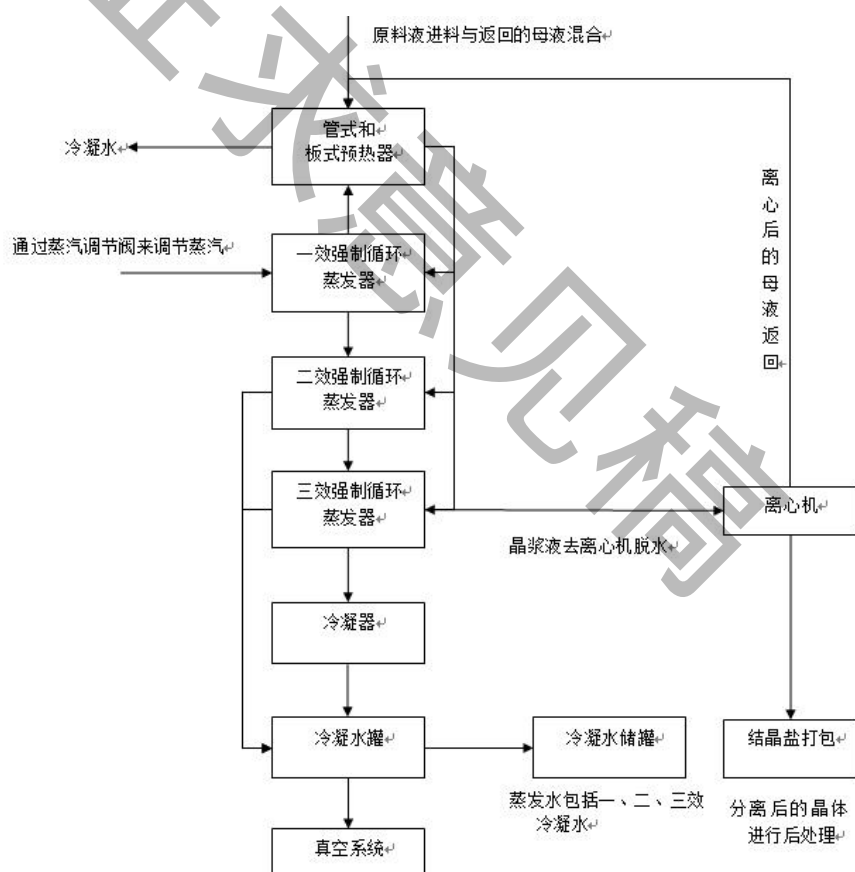 原料液进料与返回的母液混合
管式和
板式预热器
冷凝水
离心后的母液返回
通过蒸汽调节阀来调节蒸汽
一效强制循环
蒸发器
二效强制循环
蒸发器
三效强制循环
蒸发器
离心机
晶浆液去离心机脱水
冷凝器
冷凝水罐
冷凝水储罐
结晶盐打包
蒸发水包括一、二、三效
冷凝水
分离后的晶体
进行后处理
真空系统
求意见稿